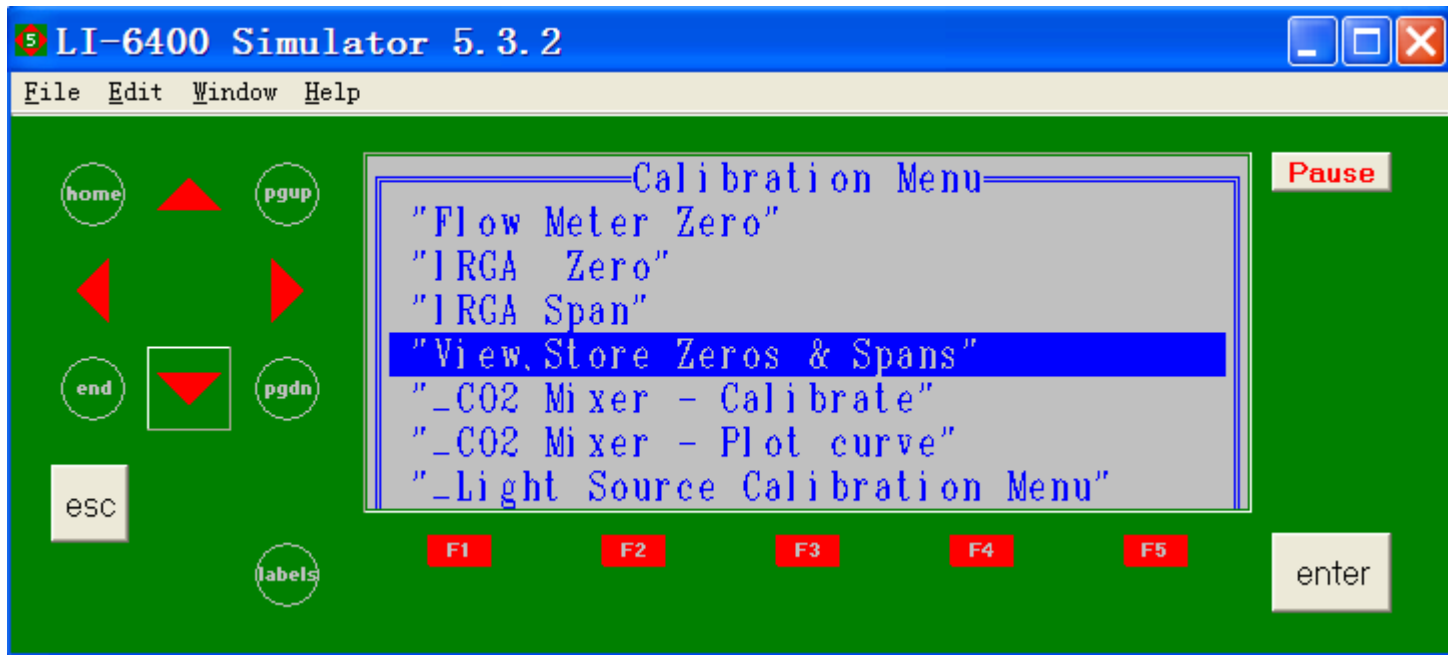 5 LI-6400 Simulator 5.3.2
File Edit Window Help
home pgup
Calibration Menu
Pause
"Flow Meter Zero"
"IRGA  Zero"
"IRGA Span"
"View,Store Zeros & Spans"
end pgdn
"_CO2 Mixer - Calibrate"
"_CO2 Mixer - Plot curve"
"_Light Source Calibration Menu"
esc
F1 F2 F3 F4 F5
labels
enter